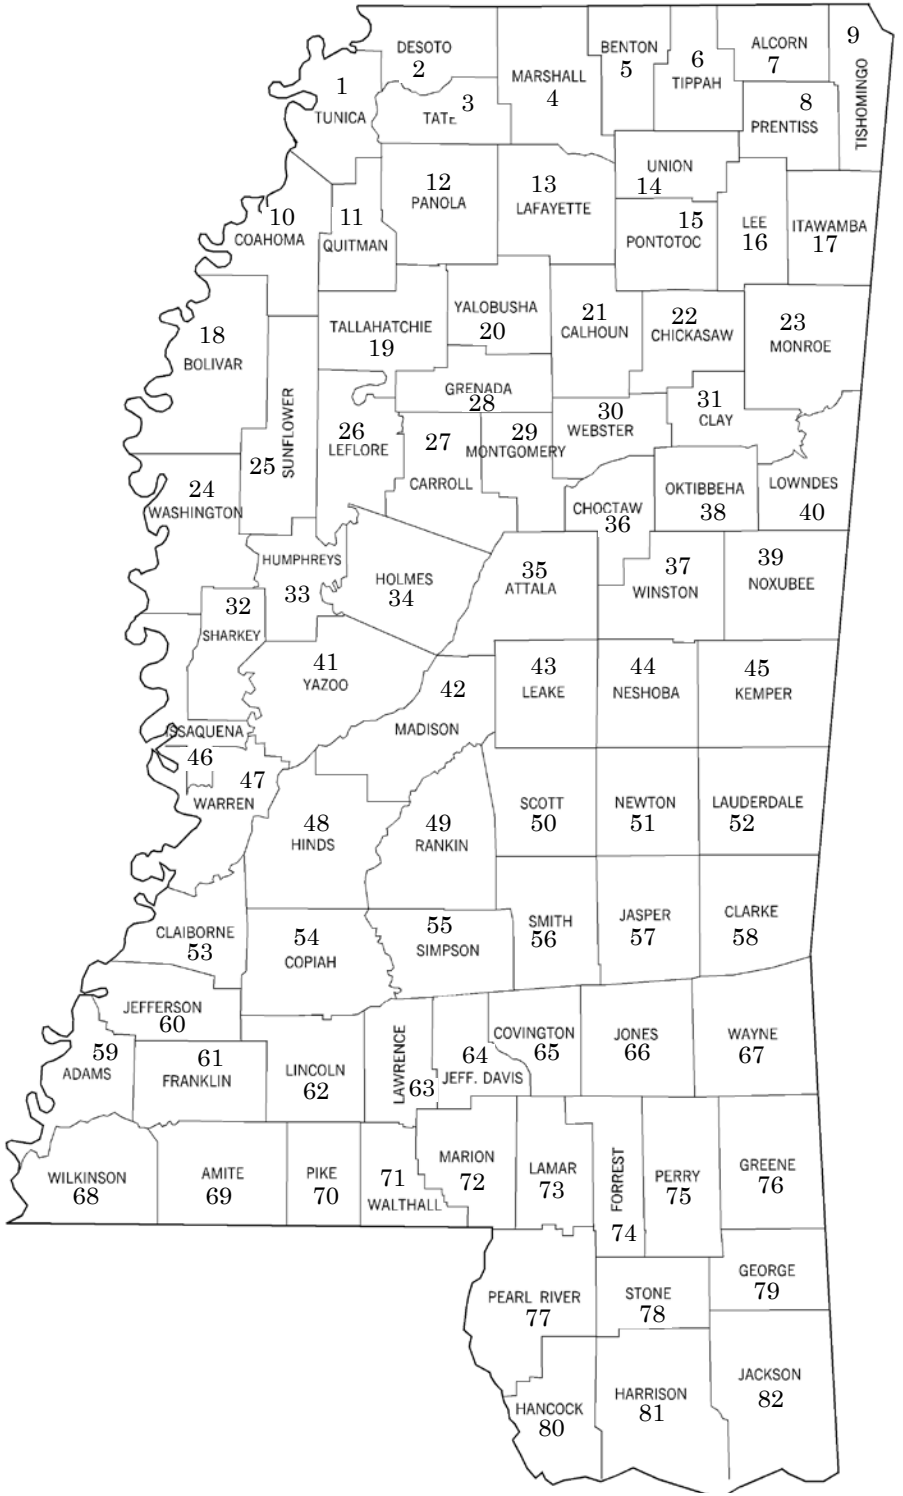 DESOTO
2
BENTON
5
6
TIPPAH
ALCORN
7
9
TISHOMINGO
1
TUNICA
3
TATE
MARSHALL
4
8
PRENTISS
10
COAHOMA
11
QUITMAN
12
PANOLA
13
LAFAYETTE
UNION
14
15
PONTOTOC
LEE
16
ITAWAMBA
17
18
BOLIVAR
TALLAHATCHIE
19
YALOBUSHA
20
21
CALHOUN
22
CHICKASAW
23
MONROE
24
WASHINGTON
25
SUNFLOWER
26
LEFLORE
27
CARROLL
GRENADA
28
29
MONTGOMERY
30
WEBSTER
31
CLAY
32
SHARKEY
HUMPHREYS
33
HOLMES
34
35
ATTALA
CHOCTAW
36
37
WINSTON
OKTIBBEHA
38
39
NOXUBEE
LOWNDES
40
41
YAZOO
42
MADISON
43
LEAKE
44
NESHOBA
45
KEMPER
ISSAQUENA
46
47
WARREN
48
HINDS
49
RANKIN
SCOTT
50
NEWTON
51
LAUDERDALE
52
CLAIBORNE
53
54
COPIAH
55
SIMPSON
SMITH
56
JASPER
57
CLARKE
58
59
ADAMS
JEFFERSON
60
61
FRANKLIN
LINCOLN
62
LAWRENCE
63
64
JEFF. DAVIS
COVINGTON
65
JONES
66
WAYNE
67
WILKINSON
68
AMITE
69
PIKE
70
71
WALTHALL
MARION
72
LAMAR
73
FORREST
74
PERRY
75
GREENE
76
PEARL RIVER
77
STONE
78
GEORGE
79
HANCOCK
80
HARRISON
81
JACKSON
82